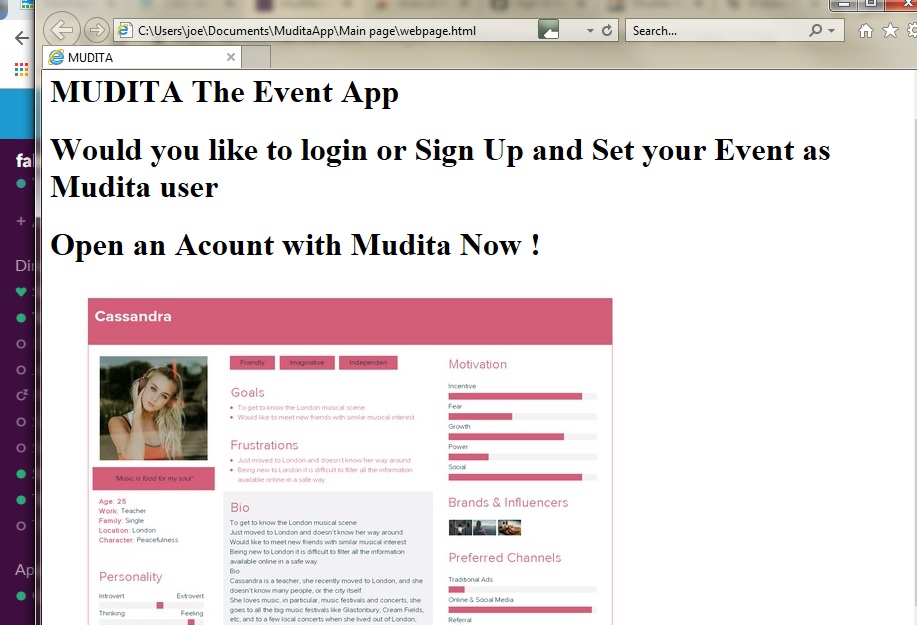 C:\Users\joe\Documents\MuditaApp\Main page\webpage.html
Search...
MUDITA
MUDITA The Event App
Would you like to login or Sign Up and Set your Event as
Mudita user
Open an Acount with Mudita Now !
Cassandra
Friendly
Imaginative
Independen
"Music is food for my soul"
Age: 25
Work: Teacher
Family: Single
Location: London
Character: Peacefulness
Personality
Introvert Extrovert
Thinking Feeling
Goals
To get to know the London musical scene
Would like to meet new friends with similar musical interest
Frustrations
Just moved to London and doesn't know her way around
Being new to London it is difficult to filter all the information
available online in a safe way
Bio
To get to know the London musical scene
Just moved to London and doesn't know her way around
Would like to meet new friends with similar musical interest
Being new to London it is difficult to filter all the information
available online in a safe way
Bio
Cassandra is a teacher, she recently moved to London, and she
doesn't know many people, or the city itself
She loves music, in particular, music festivals and concerts, she
goes to all the big music festivals like Glastonbury, Cream Fields,
etc, and to a few local concerts when she lived out of London,
Motivation
Incentive
Fear
Growth
Power
Social
Brands & Influencers
Preferred Channels
Traditional Ads
Online & Social Media
Referral